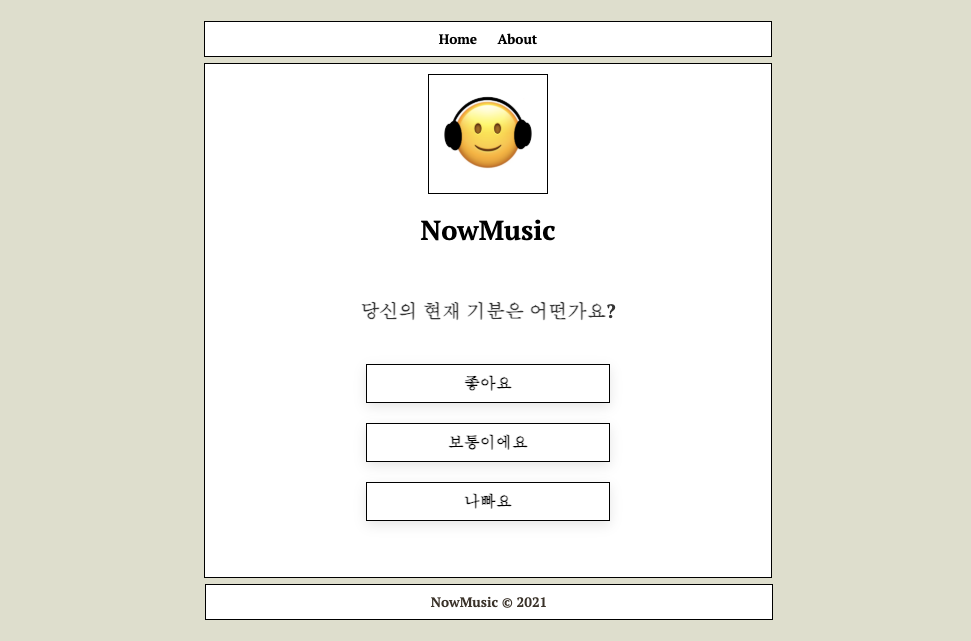 Home About
NowMusic
당신의 현재 기분은 어떤가요?
좋아요
보통이에요
나빠요
NowMusic © 2021